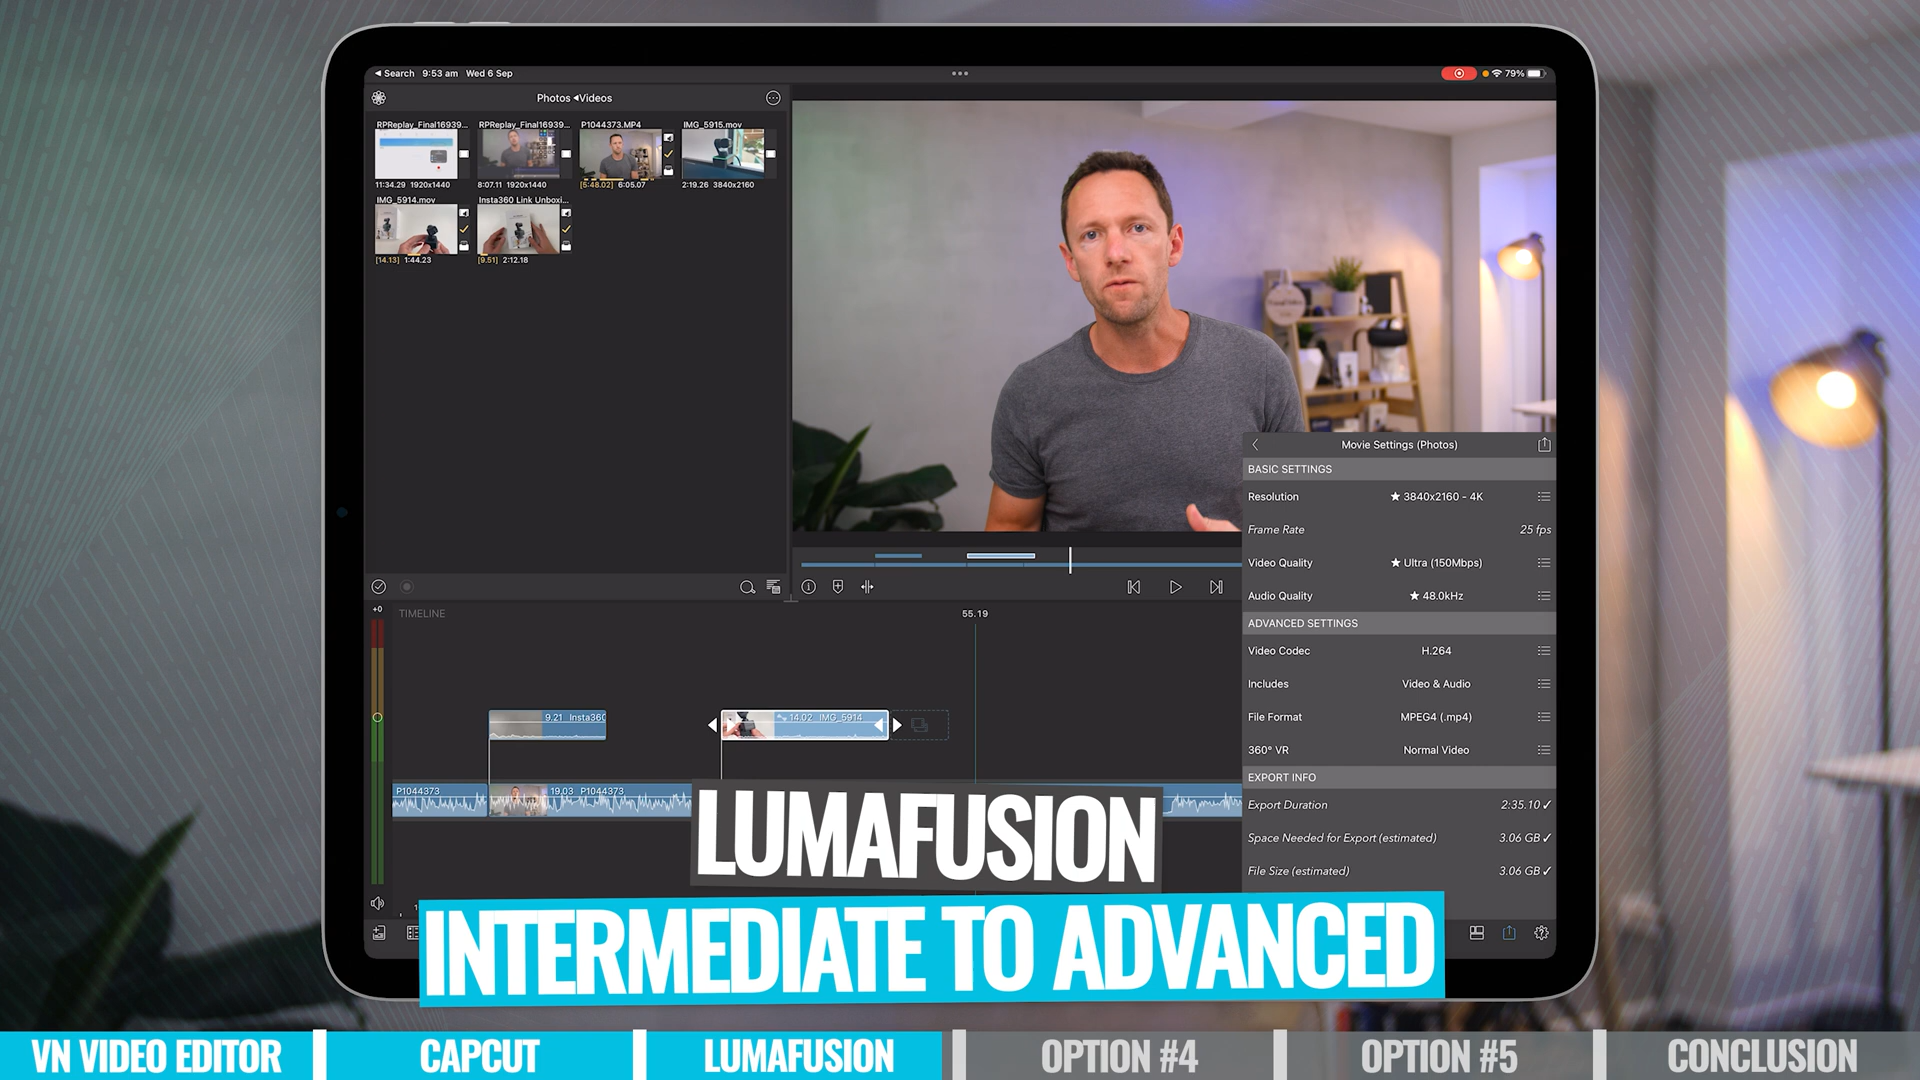 ◀ Search 9:53 am Wed 6 Sep
79%
Photos ◂Videos
RPReplay_Final16939...
11:34.29 1920x1440
RPReplay_Final16939...
8:07.11 1920x1440
P1044373.MP4
[5:48.02] 6:05.07
IMG_5915.mov
2:19.26 3840x2160
IMG_5914.mov
[14.13] 1:44.23
Insta360 Link Unboxi...
[9.51] 2:12.18
+0
TIMELINE
55.19
9.21 Insta360
14.02 IMG_5914
P1044373
19.03 P1044373
Movie Settings (Photos)
BASIC SETTINGS
Resolution ★ 3840x2160 - 4K
Frame Rate 25 fps
Video Quality ★ Ultra (150Mbps)
Audio Quality ★ 48.0kHz
ADVANCED SETTINGS
Video Codec H.264
Includes Video & Audio
File Format MPEG4 (.mp4)
360° VR Normal Video
EXPORT INFO
Export Duration 2:35.10 ✓
Space Needed for Export (estimated) 3.06 GB ✓
File Size (estimated) 3.06 GB ✓
LUMAFUSION
INTERMEDIATE TO ADVANCED
VN VIDEO EDITOR
CAPCUT
LUMAFUSION
OPTION #4
OPTION #5
CONCLUSION